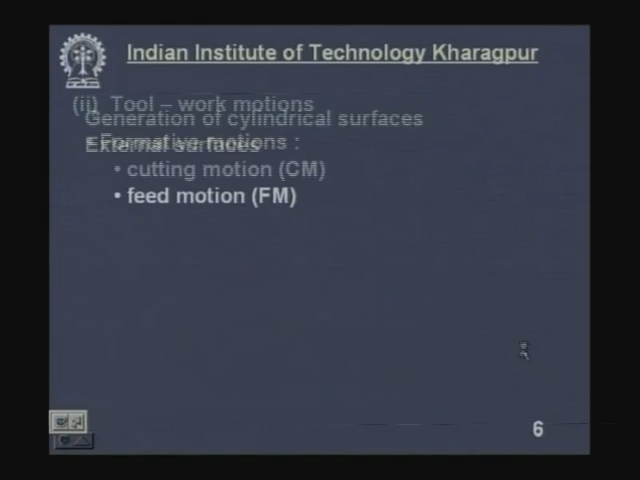 Indian Institute of Technology Kharagpur
(ii) Tool – work motions
Generation of cylindrical surfaces
• Formative motions :
External surfaces
• cutting motion (CM)
• feed motion (FM)
6